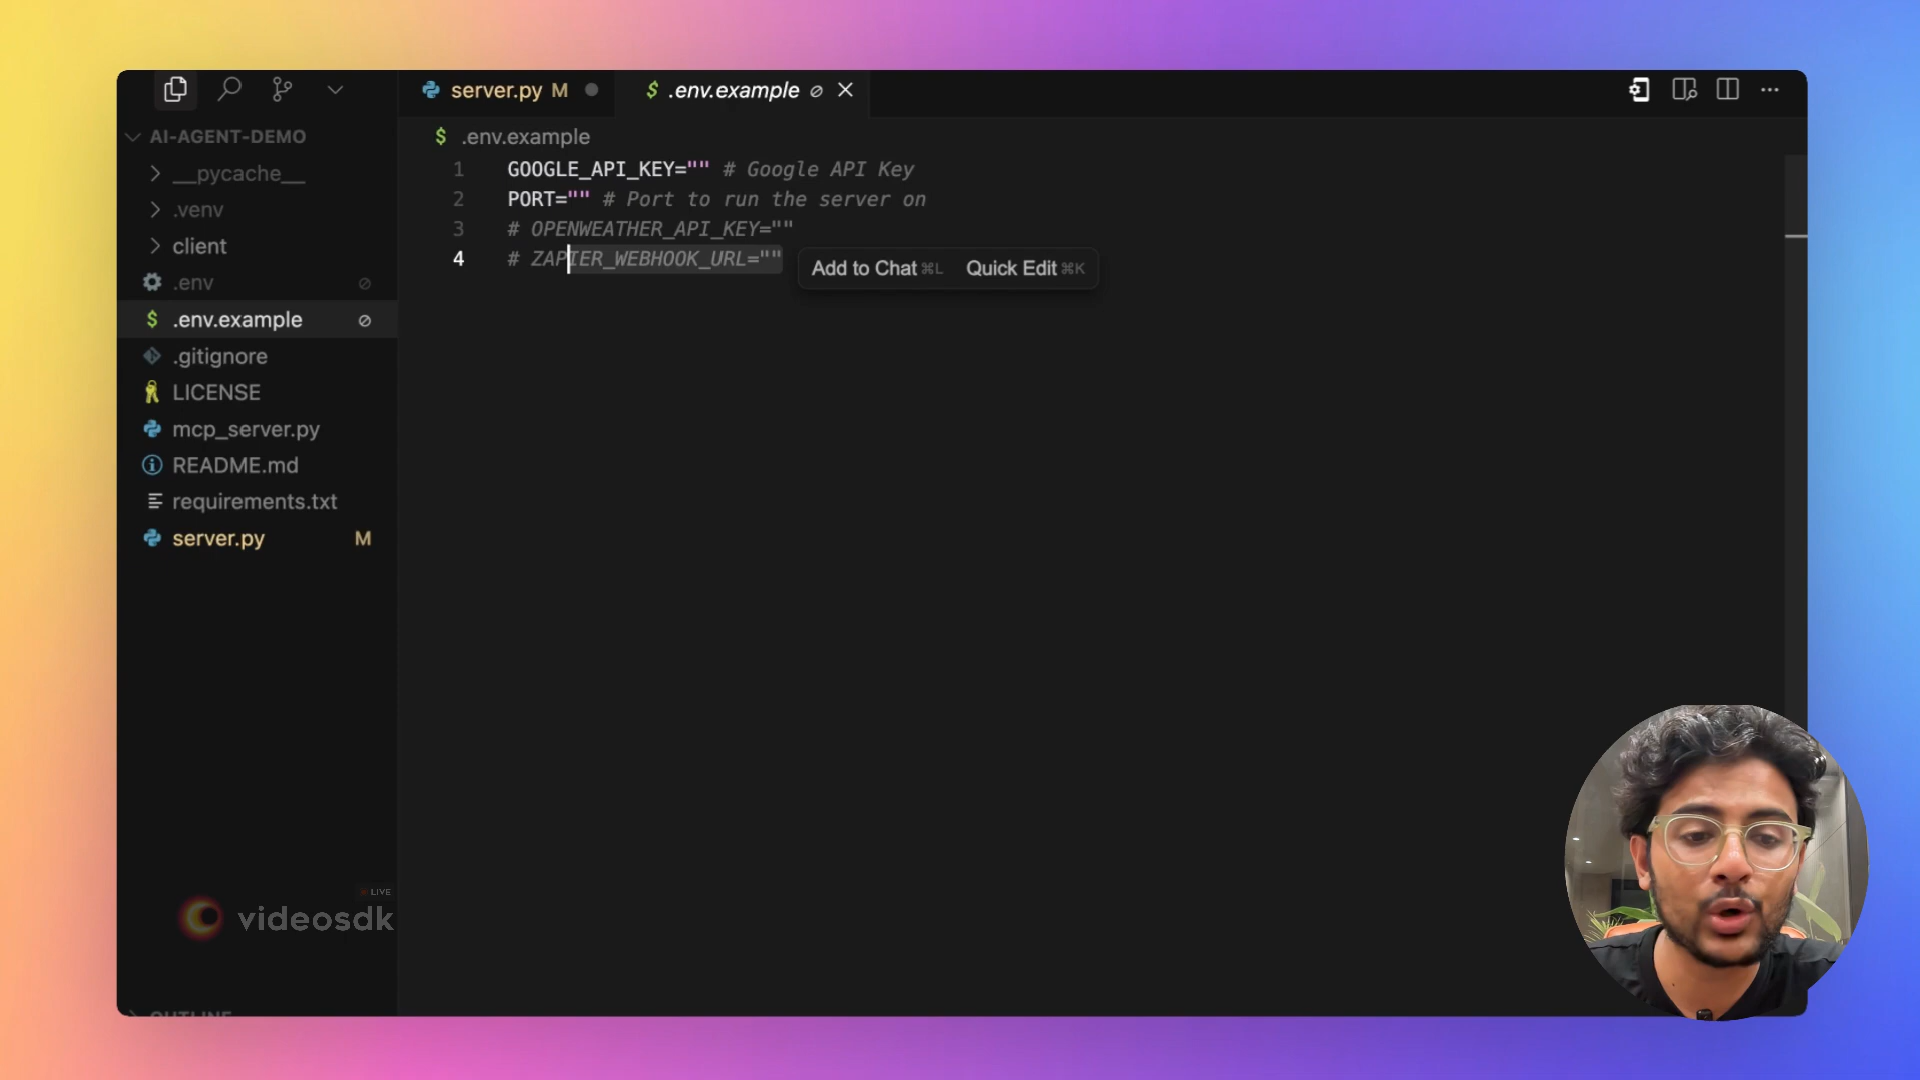 server.py M
$ .env.example
AI-AGENT-DEMO
__pycache__
.venv
client
.env
$ .env.example
.gitignore
LICENSE
mcp_server.py
README.md
requirements.txt
server.py M
$ .env.example
1 GOOGLE_API_KEY="" # Google API Key
2 PORT="" # Port to run the server on
3 # OPENWEATHER_API_KEY=""
4 # ZAPIER_WEBHOOK_URL=""
Add to Chat ⌘L Quick Edit ⌘K
LIVE
videosdk
OUTLINE